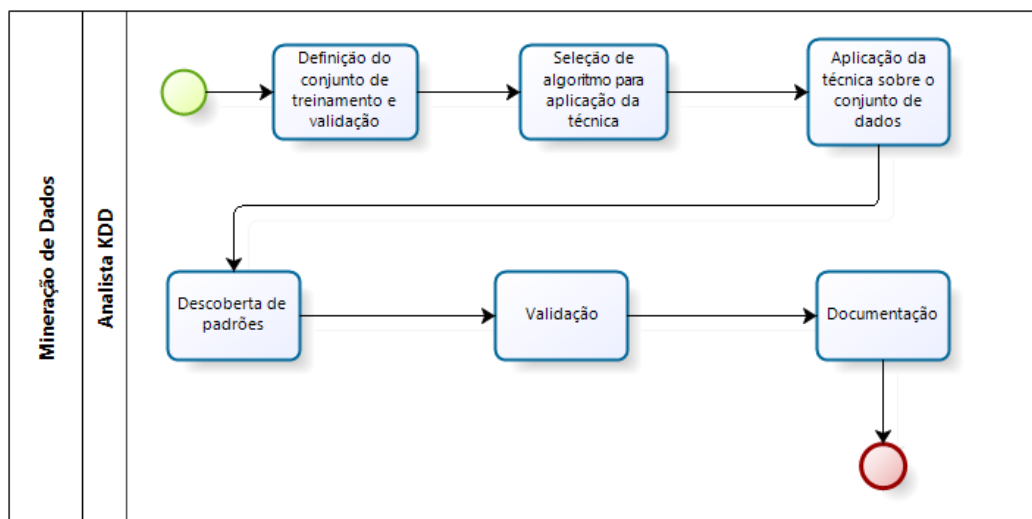 Mineração de Dados
Analista KDD
Definição do
conjunto de
treinamento e
validação
Seleção de
algoritmo para
aplicação da
técnica
Aplicação da
técnica sobre o
conjunto de
dados
Descoberta de
padrões
Validação
Documentação